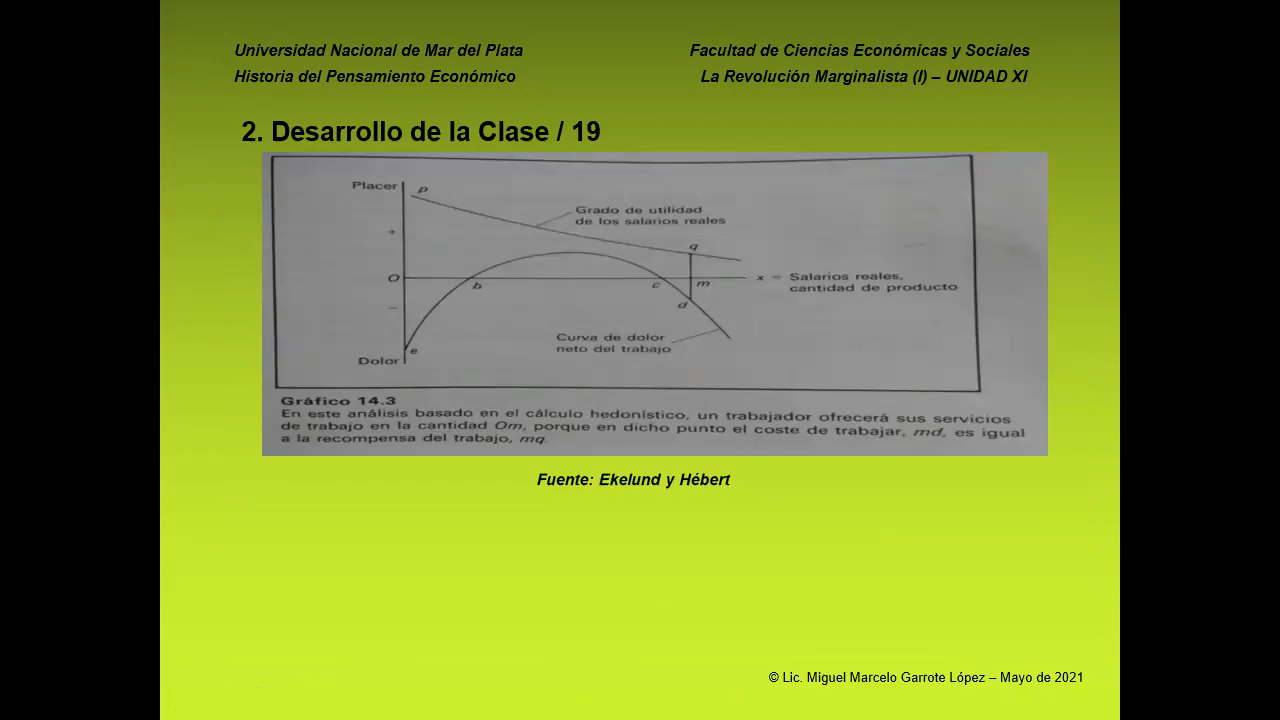 Universidad Nacional de Mar del Plata
Facultad de Ciencias Económicas y Sociales
Historia del Pensamiento Económico
La Revolución Marginalista (I) – UNIDAD XI
2. Desarrollo de la Clase / 19
Placer
p
Grado de utilidad
de los salarios reales
+
q
O
b
c
m
x = Salarios reales,
cantidad de producto
–
d
Curva de dolor
neto del trabajo
e
Dolor
Gráfico 14.3
En este análisis basado en el cálculo hedonístico, un trabajador ofrecerá sus servicios
de trabajo en la cantidad Om, porque en dicho punto el coste de trabajar, md, es igual
a la recompensa del trabajo, mq.
Fuente: Ekelund y Hébert
© Lic. Miguel Marcelo Garrote López – Mayo de 2021